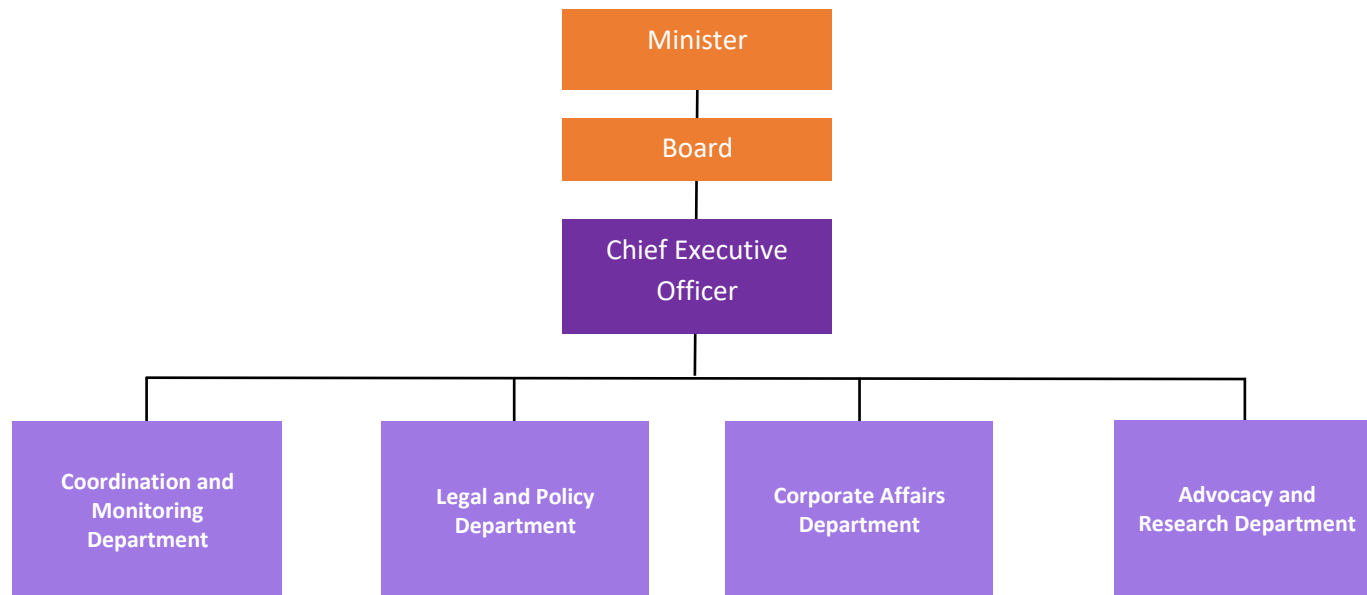 Minister
Board
Chief Executive
Officer
Coordination and
Monitoring
Department
Legal and Policy
Department
Corporate Affairs
Department
Advocacy and
Research Department